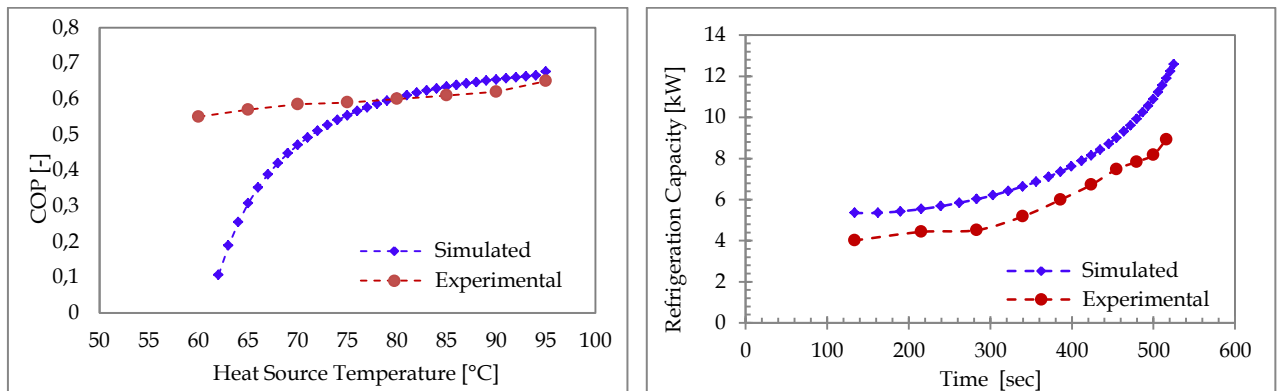 0,8
0,7
0,6
0,5
0,4
0,3
0,2
0,1
0
COP [-]
Simulated
Experimental
50 55 60 65 70 75 80 85 90 95 100
Heat Source Temperature [°C]
14
12
10
8
6
4
2
0
Refrigeration Capacity [kW]
Simulated
Experimental
0 100 200 300 400 500 600
Time [sec]